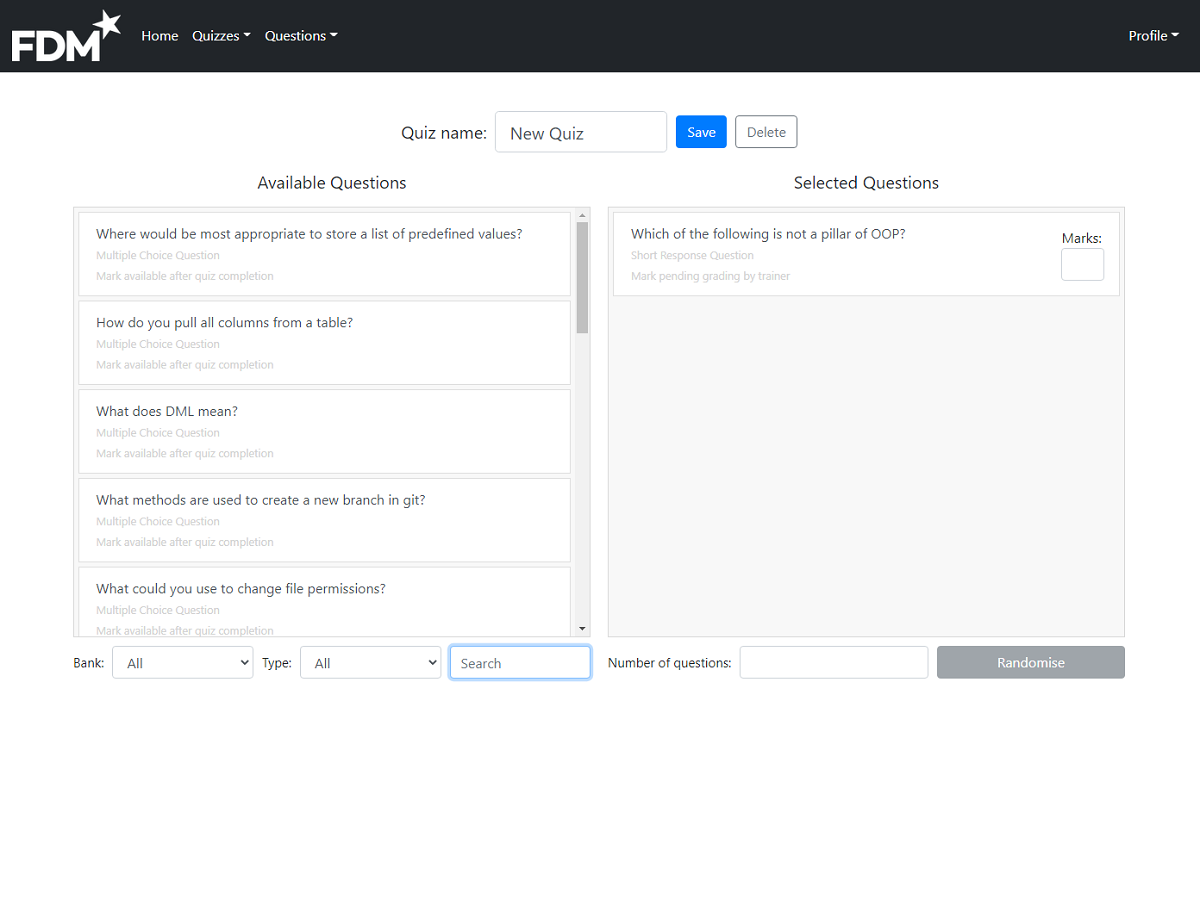 FDM
Home Quizzes Questions Profile
Quiz name: New Quiz Save Delete
Available Questions
Where would be most appropriate to store a list of predefined values?
Multiple Choice Question
Mark available after quiz completion
How do you pull all columns from a table?
Multiple Choice Question
Mark available after quiz completion
What does DML mean?
Multiple Choice Question
Mark available after quiz completion
What methods are used to create a new branch in git?
Multiple Choice Question
Mark available after quiz completion
What could you use to change file permissions?
Multiple Choice Question
Mark available after quiz completion
Bank: All Type: All Search
Selected Questions
Which of the following is not a pillar of OOP?
Short Response Question
Mark pending grading by trainer
Marks:
Number of questions: Randomise